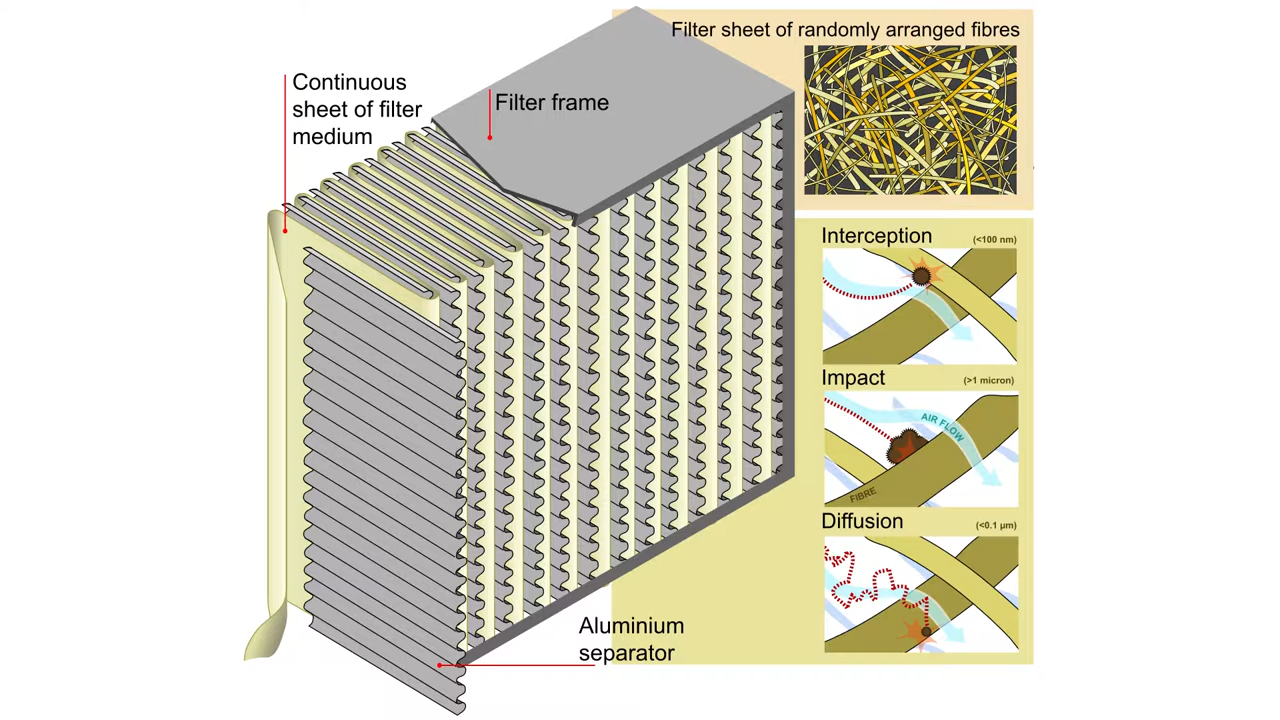 Filter sheet of randomly arranged fibres
Continuous
sheet of filter
medium
Filter frame
Interception
(<100 nm)
Impact
(>1 micron)
AIR FLOW
FIBRE
Diffusion
(<0.1 µm)
Aluminium
separator